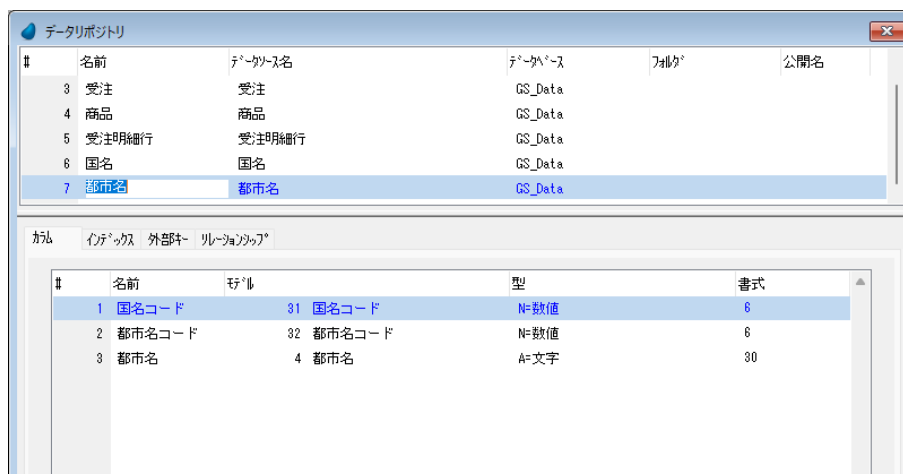 データリポジトリ
# 名前 ﾃﾞｰﾀｿｰｽ名 ﾃﾞｰﾀﾍﾞｰｽ ﾌｫﾙﾀﾞ 公開名
3 受注 受注 GS_Data
4 商品 商品 GS_Data
5 受注明細行 受注明細行 GS_Data
6 国名 国名 GS_Data
7 都市名 都市名 GS_Data
ｶﾗﾑ ｲﾝﾃﾞｯｸｽ 外部ｷｰ ﾘﾚｰｼｮﾝｼｯﾌﾟ
# 名前 ﾓﾃﾞﾙ 型 書式
1 国名コード 31 国名コード N=数値 6
2 都市名コード 32 都市名コード N=数値 6
3 都市名 4 都市名 A=文字 30